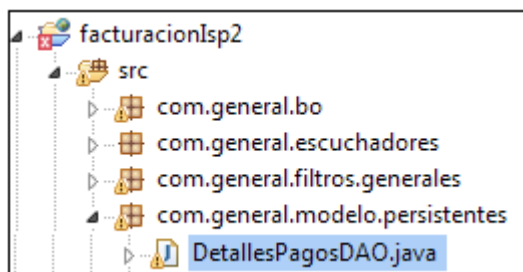 facturacionIsp2
src
com.general.bo
com.general.escuchadores
com.general.filtros.generales
com.general.modelo.persistentes
DetallesPagosDAO.java